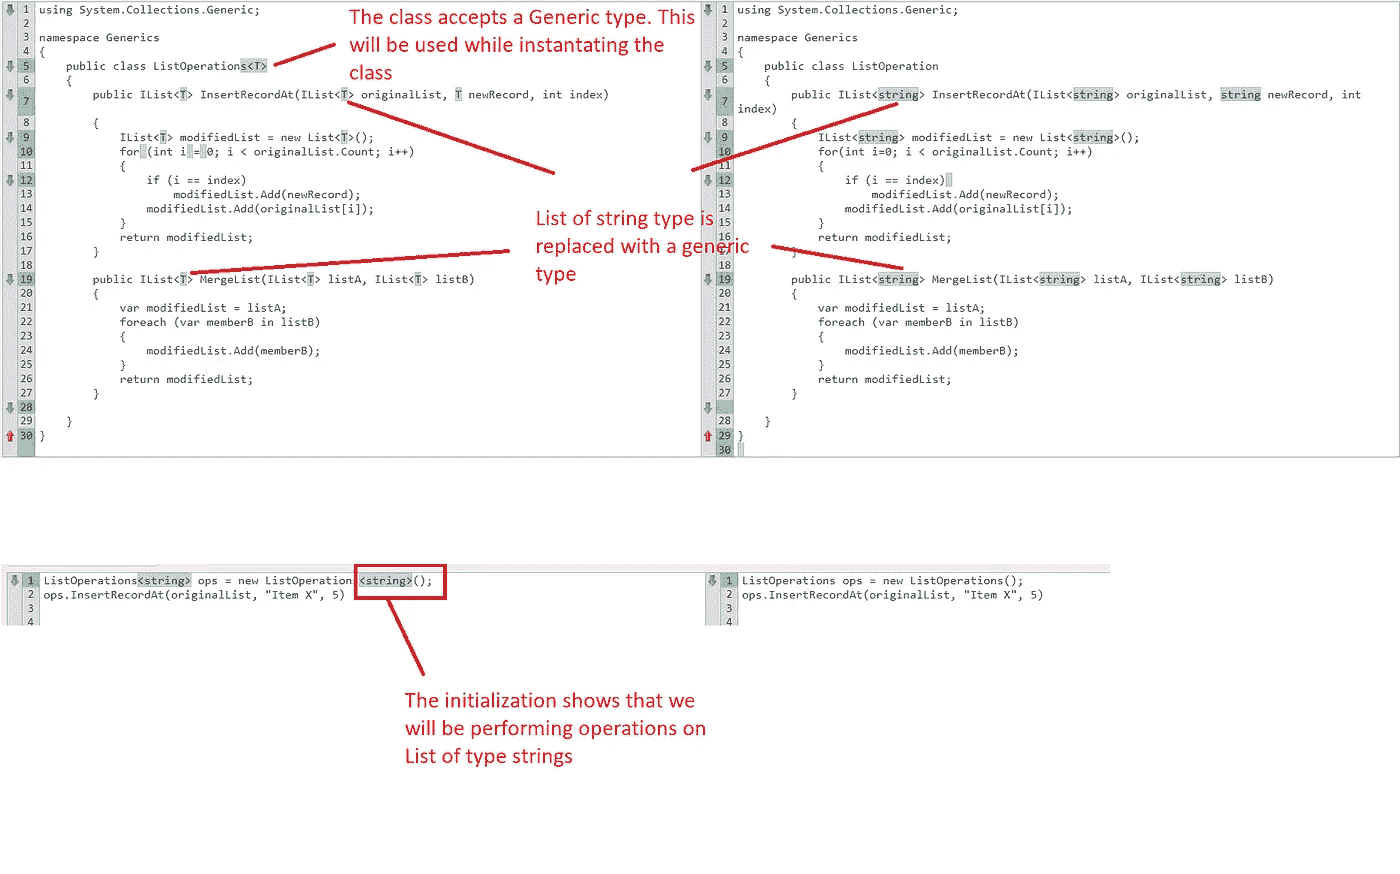 The class accepts a Generic type. This
will be used while instantating the
class
1 using System.Collections.Generic;
2
3 namespace Generics
4 {
5 public class ListOperations<T>
6 {
7 public IList<T> InsertRecordAt(IList<T> originalList, T newRecord, int index)
8 {
9 IList<T> modifiedList = new List<T>();
10 for (int i = 0; i < originalList.Count; i++)
11 {
12 if (i == index)
13 modifiedList.Add(newRecord);
14 modifiedList.Add(originalList[i]);
15 }
16 return modifiedList;
17 }
18
19 public IList<T> MergeList(IList<T> listA, IList<T> listB)
20 {
21 var modifiedList = listA;
22 foreach (var memberB in listB)
23 {
24 modifiedList.Add(memberB);
25 }
26 return modifiedList;
27 }
28
29 }
30 }
List of string type is
replaced with a generic
type
1 using System.Collections.Generic;
2
3 namespace Generics
4 {
5 public class ListOperation
6 {
7 public IList<string> InsertRecordAt(IList<string> originalList, string newRecord, int
index)
8 {
9 IList<string> modifiedList = new List<string>();
10 for(int i=0; i < originalList.Count; i++)
11 {
12 if (i == index)
13 modifiedList.Add(newRecord);
14 modifiedList.Add(originalList[i]);
15 }
16 return modifiedList;
17 }
18
19 public IList<string> MergeList(IList<string> listA, IList<string> listB)
20 {
21 var modifiedList = listA;
22 foreach (var memberB in listB)
23 {
24 modifiedList.Add(memberB);
25 }
26 return modifiedList;
27 }
28 }
29 }
30
1 ListOperations<string> ops = new ListOperations<string>();
2 ops.InsertRecordAt(originalList, "Item X", 5)
3
4
1 ListOperations ops = new ListOperations();
2 ops.InsertRecordAt(originalList, "Item X", 5)
3
4
The initialization shows that we
will be performing operations on
List of type strings